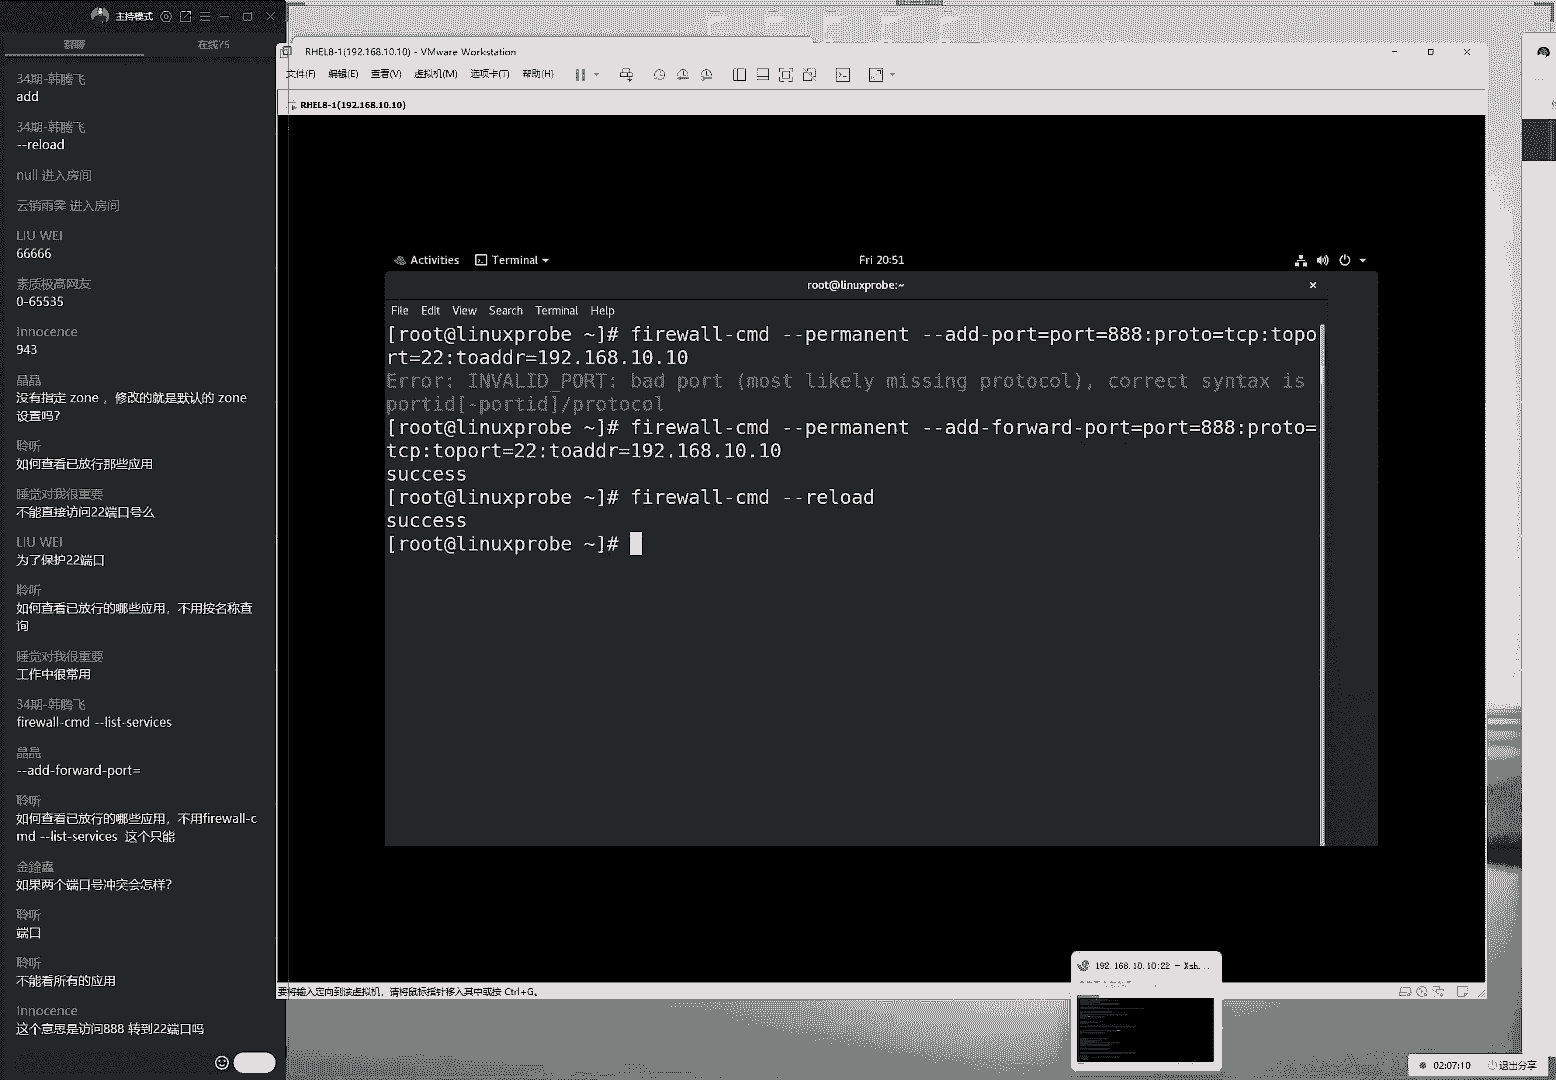 主持模式
群聊
在线75
34期-韩腾飞
add
34期-韩腾飞
--reload
null 进入房间
云销雨霁 进入房间
LIU WEI
66666
素质极高网友
0-65535
Innocence
943
晶晶
没有指定 zone ，修改的就是默认的 zone
设置吗?
聆听
如何查看已放行那些应用
睡觉对我很重要
不能直接访问22端口号么
LIU WEI
为了保护22端口
聆听
如何查看已放行的哪些应用，不用按名称查
询
睡觉对我很重要
工作中很常用
34期-韩腾飞
firewall-cmd --list-services
晶晶
--add-forward-port=
聆听
如何查看已放行的哪些应用，不用firewall-c
md --list-services 这个只能
如果两个端口号冲突会怎样?
聆听
端口
聆听
不能看所有的应用
Innocence
这个意思是访问888 转到22端口吗
RHEL8-1(192.168.10.10) - VMware Workstation
文件(F) 编辑(E) 查看(V) 虚拟机(M) 选项卡(T) 帮助(H)
RHEL8-1(192.168.10.10)
Activities Terminal Fri 20:51
root@linuxprobe:~
File Edit View Search Terminal Help
[root@linuxprobe ~]# firewall-cmd --permanent --add-port=port=888:proto=tcp:topo
rt=22:toaddr=192.168.10.10
Error: INVALID_PORT: bad port (most likely missing protocol), correct syntax is
portid[-portid]/protocol
[root@linuxprobe ~]# firewall-cmd --permanent --add-forward-port=port=888:proto=
tcp:toport=22:toaddr=192.168.10.10
success
[root@linuxprobe ~]# firewall-cmd --reload
success
[root@linuxprobe ~]#
192.168.10.10:22 - Xsh...
要将输入定向到该虚拟机，请将鼠标指针移入其中或按 Ctrl+G。
02:07:10 退出分享